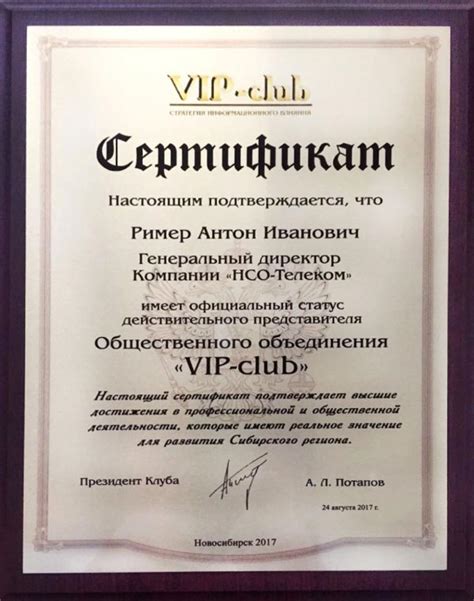 VIP-club
СТРАТЕГИЯ ИНФОРМАЦИОННОГО ВЛИЯНИЯ
Сертификат
Настоящим подтверждается, что
Ример Антон Иванович
Генеральный директор
Компании «НСО-Телеком»
имеет официальный статус
действительного представителя
Общественного объединения
«VIP-club»
Настоящий сертификат подтверждает высшие
достижения в профессиональной и общественной
деятельности, которые имеют реальное значение
для развития Сибирского региона.
Президент Клуба А. Л. Потапов
24 августа 2017 г.
Новосибирск 2017